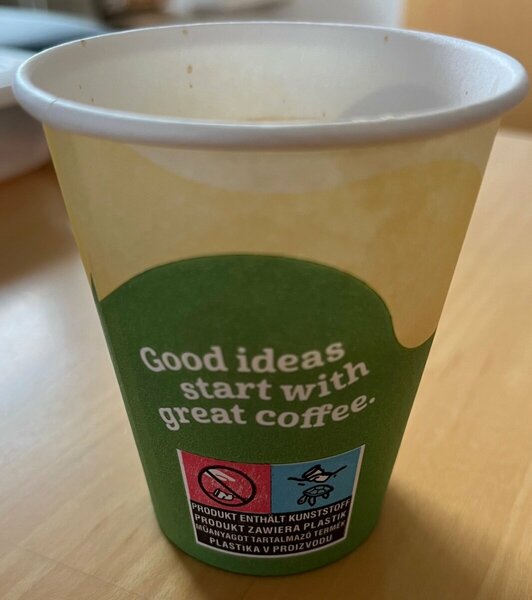 Good ideas
start with
great coffee.
PRODUKT ENTHÄLT KUNSTSTOFF
PRODUKT ZAWIERA PLASTIK
MŰANYAGOT TARTALMAZÓ TERMÉK
PLASTIKA V PROIZVODU